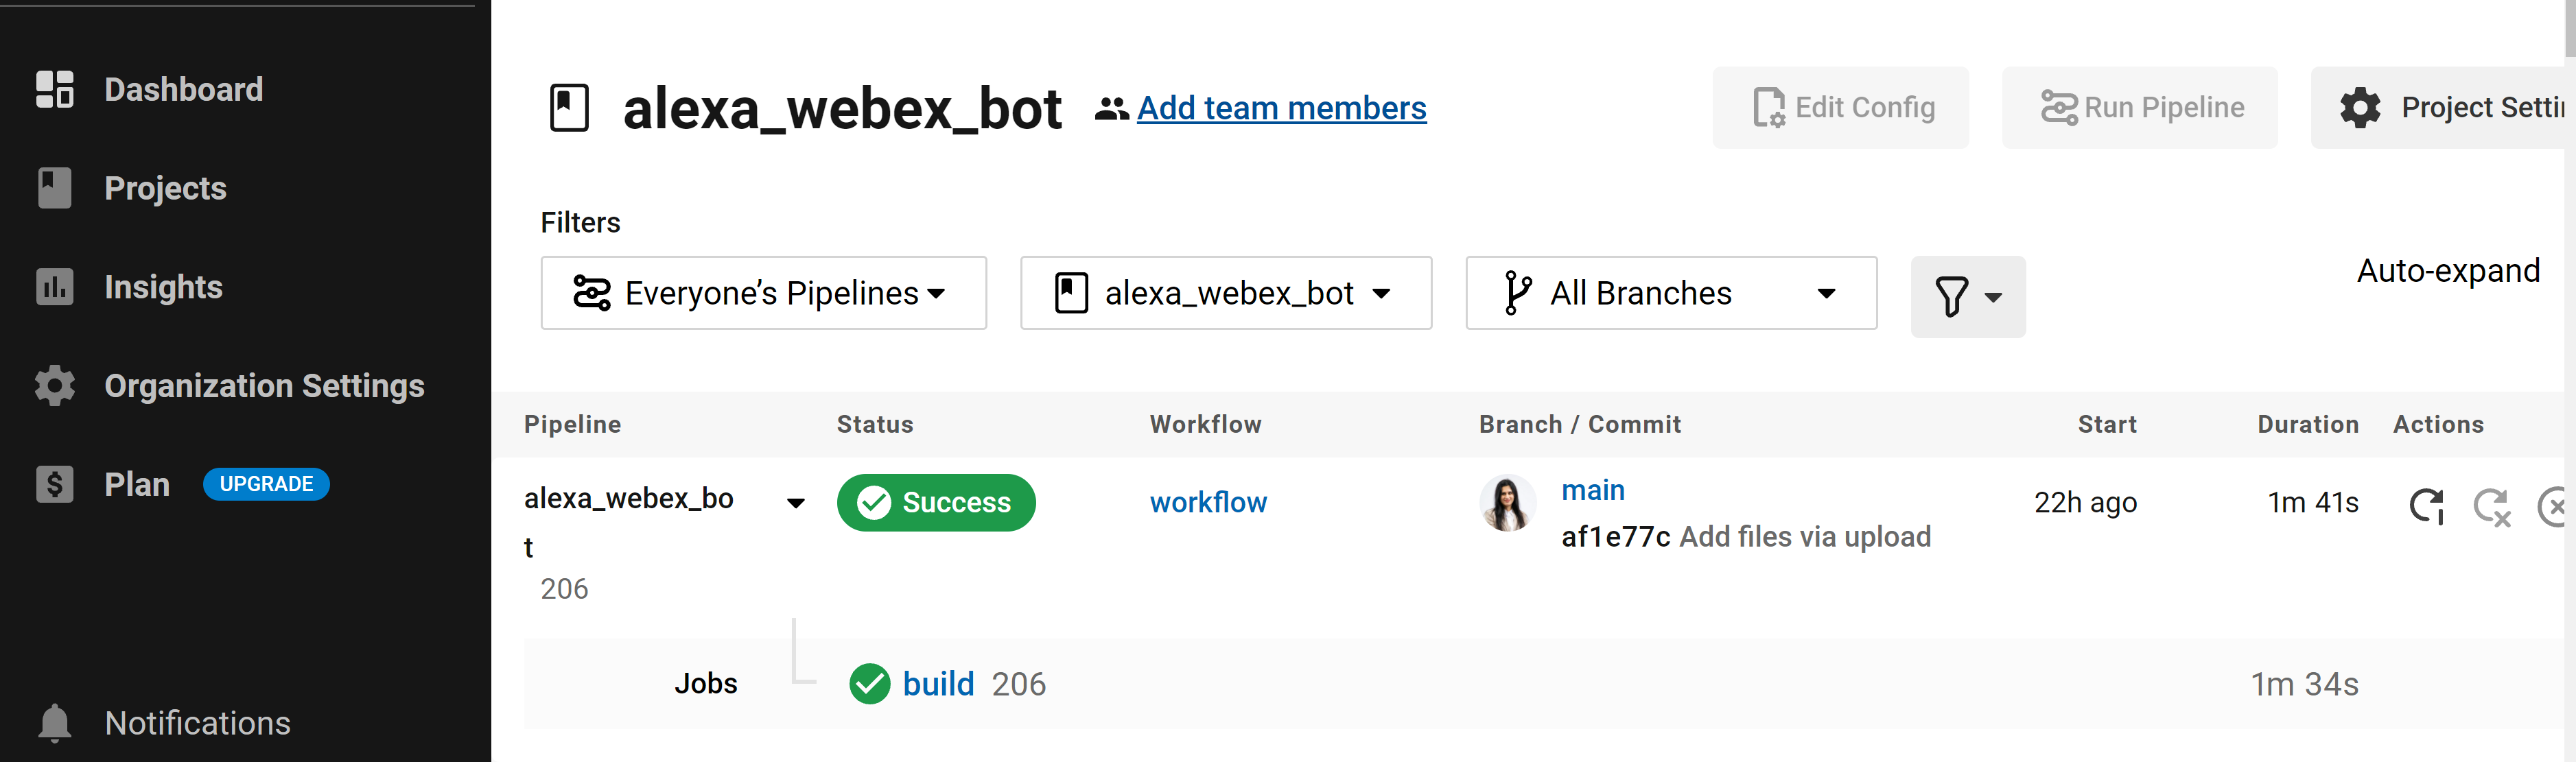 Dashboard
Projects
Insights
Organization Settings
Plan UPGRADE
Notifications
alexa_webex_bot Add team members Edit Config Run Pipeline Project Setti
Filters
Everyone’s Pipelines alexa_webex_bot All Branches Auto-expand
Pipeline Status Workflow Branch / Commit Start Duration Actions
alexa_webex_bo Success workflow main 22h ago 1m 41s
t af1e77c Add files via upload
206
Jobs build 206 1m 34s